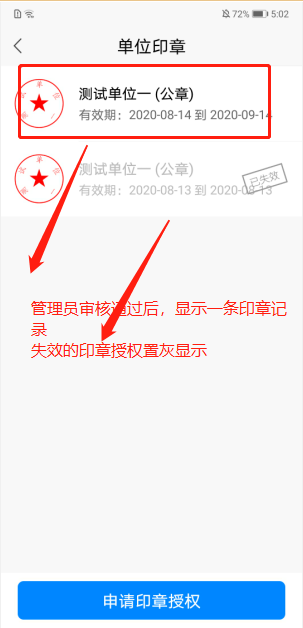 72% 5:02
单位印章
测试单位一 (公章)
有效期：2020-08-14 到 2020-09-14
测试单位一 (公章)
有效期：2020-08-13 到 2020-08-13
已失效
管理员审核通过后，显示一条印章记
录
失效的印章授权置灰显示
申请印章授权